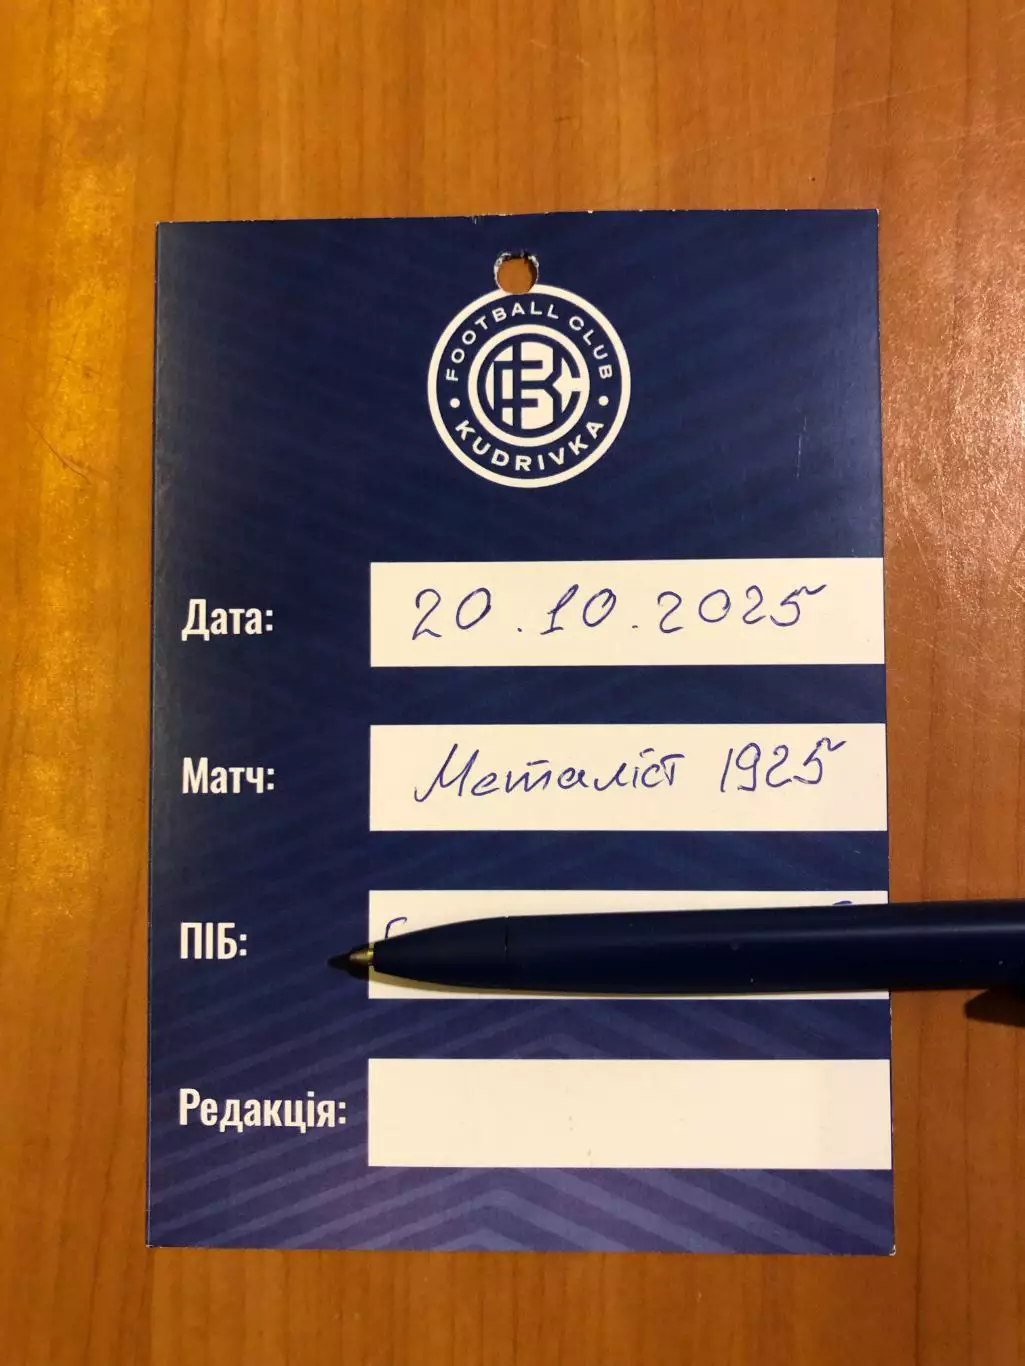 FOOTBALL CLUB
KUDRIVKA
Дата: 20.10.2025
Матч: Металіст 1925
ПІБ:
Редакція: